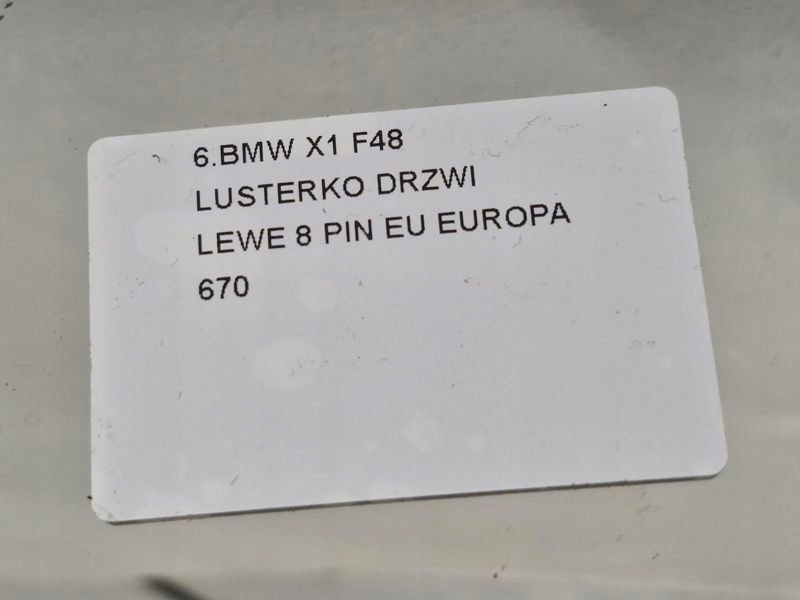 6.BMW X1 F48
LUSTERKO DRZWI
LEWE 8 PIN EU EUROPA
670